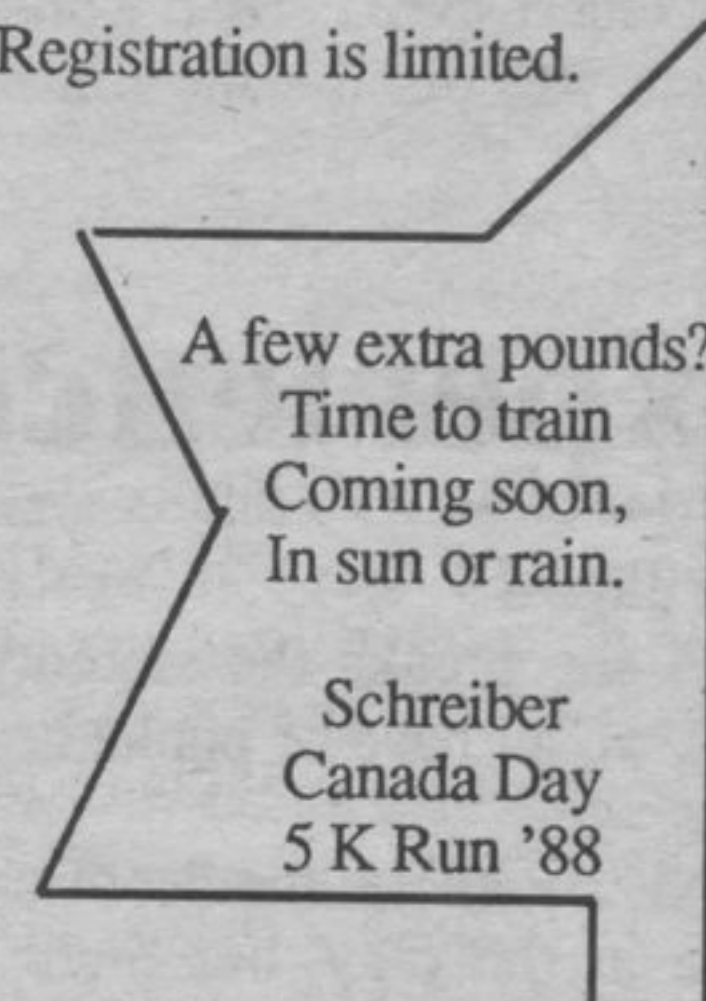 Registration is limited.
A few extra pounds?
Time to train
Coming soon,
In sun or rain.
Schreiber
Canada Day
5 K Run '88